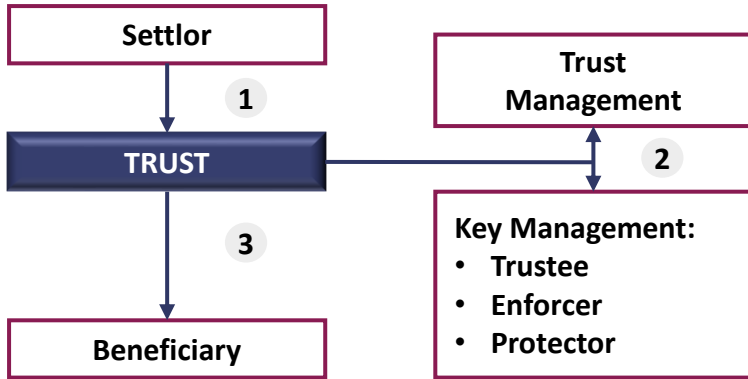 Settlor
1
Trust
Management
TRUST
2
Key Management:
• Trustee
• Enforcer
• Protector
3
Beneficiary